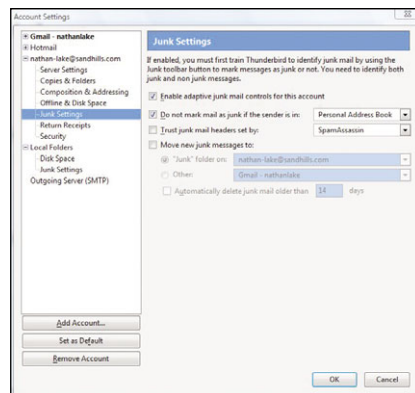 Account Settings
Gmail - nathanlake
Hotmail
nathan-lake@sandhills.com
Server Settings
Copies & Folders
Composition & Addressing
Offline & Disk Space
Junk Settings
Return Receipts
Security
Local Folders
Disk Space
Junk Settings
Outgoing Server (SMTP)
Add Account...
Set as Default
Remove Account
Junk Settings
If enabled, you must first train Thunderbird to identify junk mail by using the
Junk toolbar button to mark messages as junk or not. You need to identify both
junk and non junk messages.
Enable adaptive junk mail controls for this account
Do not mark mail as junk if the sender is in: Personal Address Book
Trust junk mail headers set by: SpamAssassin
Move new junk messages to:
"Junk" folder on: nathan-lake@sandhills.com
Other: Gmail - nathanlake
Automatically delete junk mail older than 14 days
OK Cancel